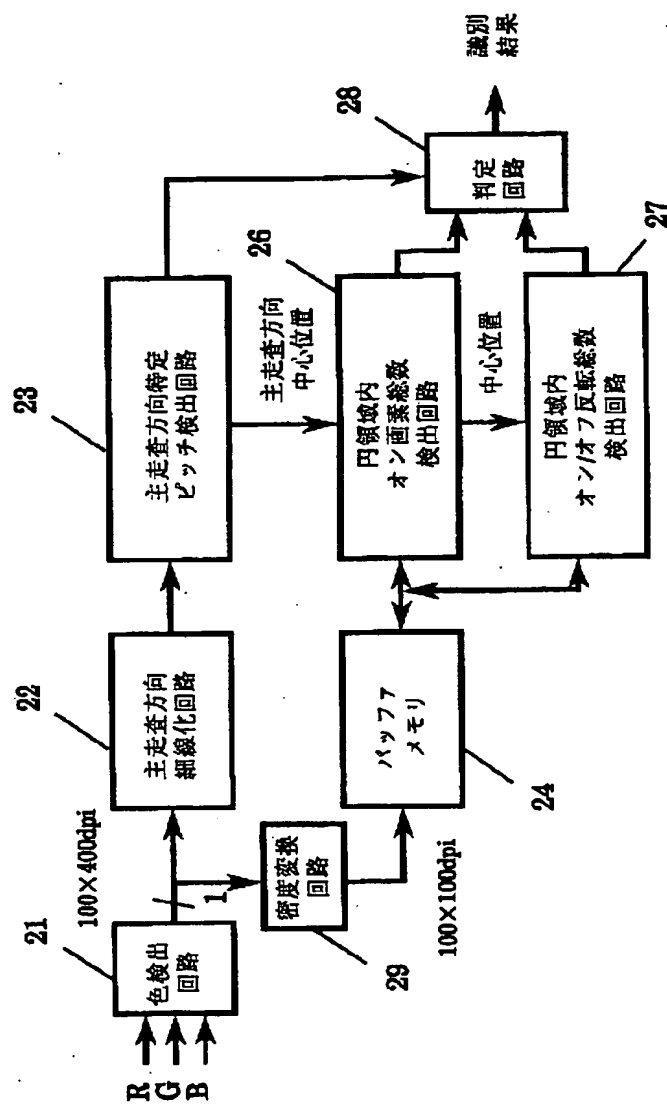 R
G
B
21
色検出
回路
100×400dpi
1
22
主走査方向
細線化回路
23
主走査方向特定
ピッチ検出回路
29
密度変換
回路
100×100dpi
24
バッファ
メモリ
主走査方向
中心位置
26
円領域内
オン画素総数
検出回路
中心位置
27
円領域内
オン/オフ反転総数
検出回路
28
判定
回路
識別
結果